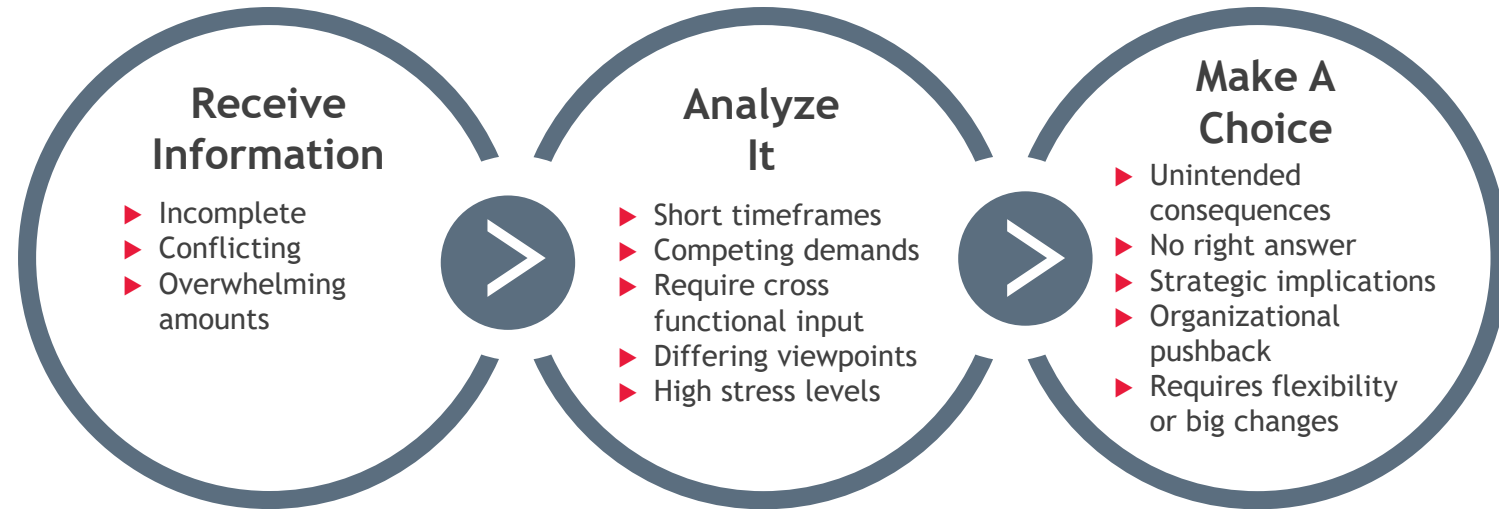 Receive
Information
Incomplete
Conflicting
Overwhelming
amounts
Analyze
It
Short timeframes
Competing demands
Require cross
functional input
Differing viewpoints
High stress levels
Make A
Choice
Unintended
consequences
No right answer
Strategic implications
Organizational
pushback
Requires flexibility
or big changes